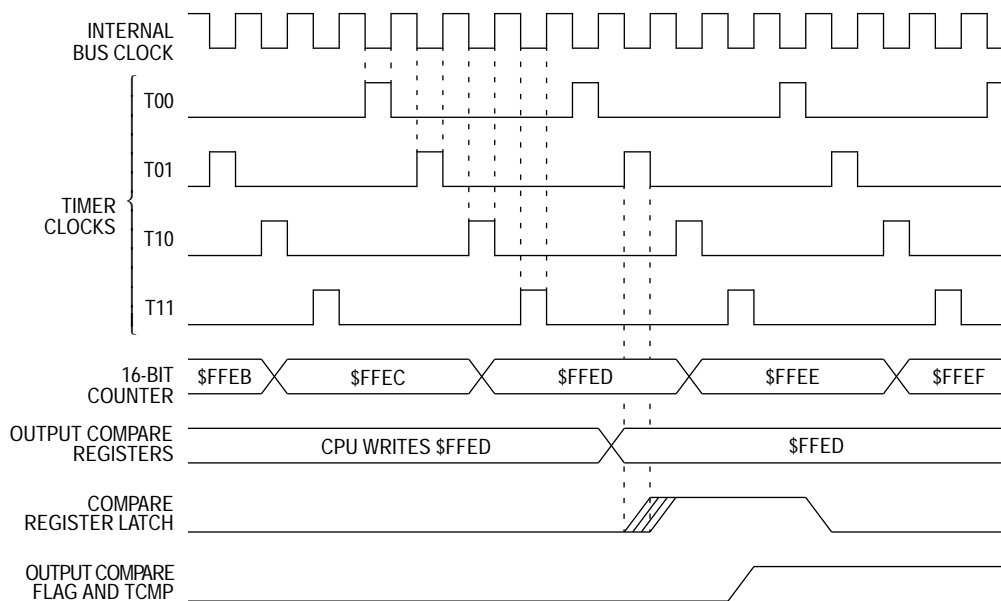 INTERNAL
BUS CLOCK
T00
T01
TIMER
CLOCKS
T10
T11
16-BIT
COUNTER
$FFEB
$FFEC
$FFED
$FFEE
$FFEF
OUTPUT COMPARE
REGISTERS
CPU WRITES $FFED
$FFED
COMPARE
REGISTER LATCH
OUTPUT COMPARE
FLAG AND TCMP